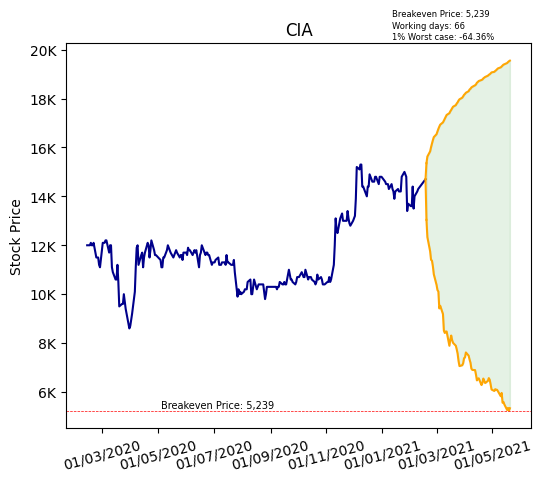 Breakeven Price: 5,239
Working days: 66
1% Worst case: -64.36%
CIA
20K
18K
16K
14K
12K
10K
8K
6K
Stock Price
Breakeven Price: 5,239
01/03/2020 01/05/2020 01/07/2020 01/09/2020 01/11/2020 01/01/2021 01/03/2021 01/05/2021